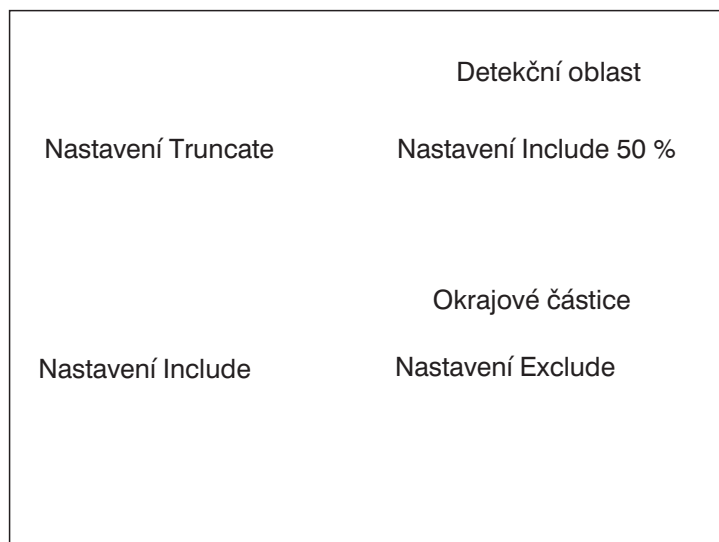 Detekční oblast
Nastavení Truncate
Nastavení Include 50 %
Okrajové částice
Nastavení Include
Nastavení Exclude